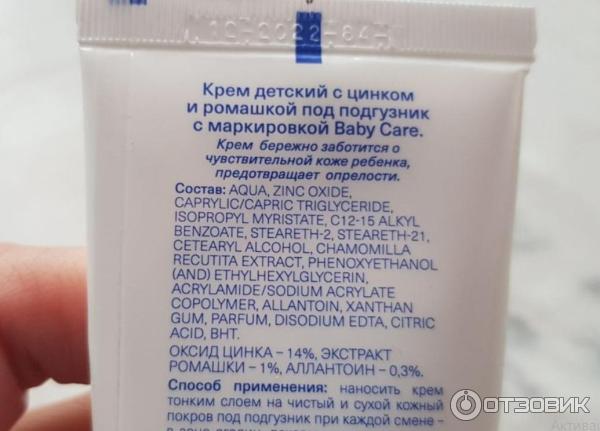 Крем детский с цинком
и ромашкой под подгузник
с маркировкой Baby Care.
Крем бережно заботится о
чувствительной коже ребенка,
предотвращает опрелости.
Состав: AQUA, ZINC OXIDE,
CAPRYLIC/CAPRIC TRIGLYCERIDE,
ISOPROPYL MYRISTATE, C12-15 ALKYL
BENZOATE, STEARETH-2, STEARETH-21,
CETEARYL ALCOHOL, CHAMOMILLA
RECUTITA EXTRACT, PHENOXYETHANOL
(AND) ETHYLHEXYLGLYCERIN,
ACRYLAMIDE/SODIUM ACRYLATE
COPOLYMER, ALLANTOIN, XANTHAN
GUM, PARFUM, DISODIUM EDTA, CITRIC
ACID, BHT.
ОКСИД ЦИНКА – 14%, ЭКСТРАКТ
РОМАШКИ – 1%, АЛЛАНТОИН – 0,3%.
Способ применения: наносить крем
тонким слоем на чистый и сухой кожный
покров под подгузник при каждой смене –
ОТЗОВИК